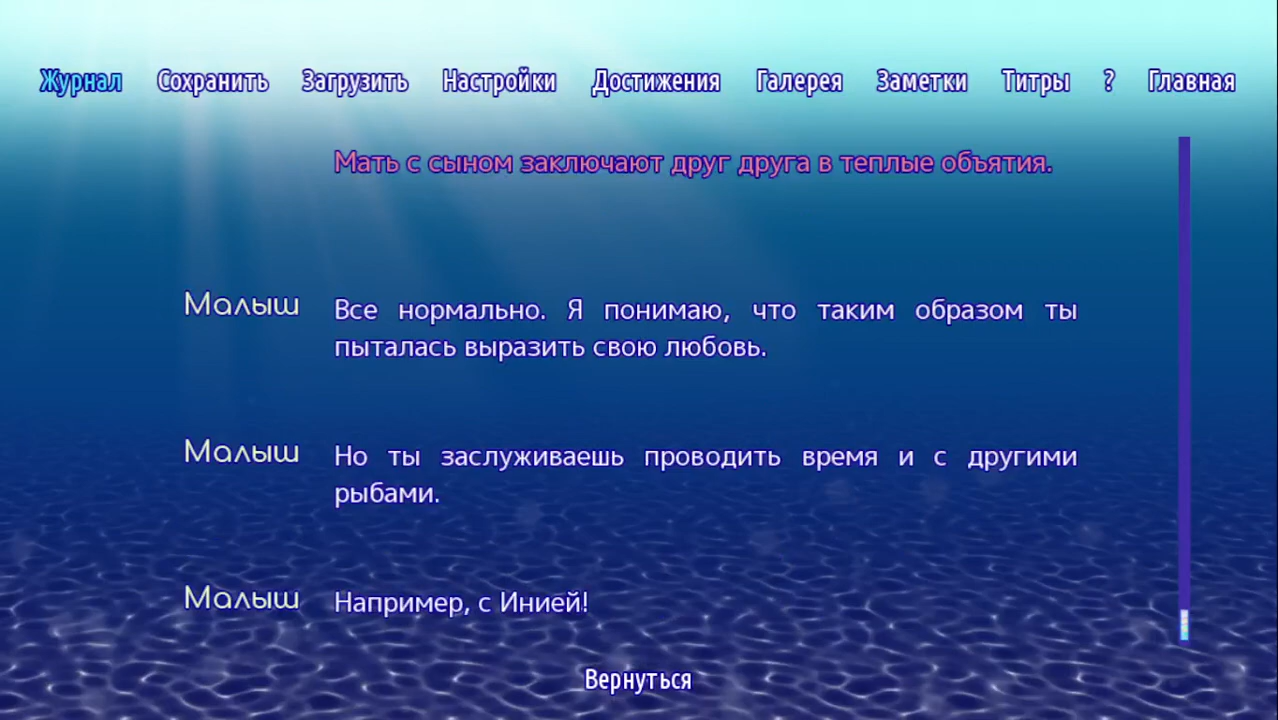 Журнал Сохранить Загрузить Настройки Достижения Галерея Заметки Титры ? Главная
Мать с сыном заключают друг друга в теплые объятия.
Малыш Все нормально. Я понимаю, что таким образом ты
пыталась выразить свою любовь.
Малыш Но ты заслуживаешь проводить время и с другими
рыбами.
Малыш Например, с Инией!
Вернуться